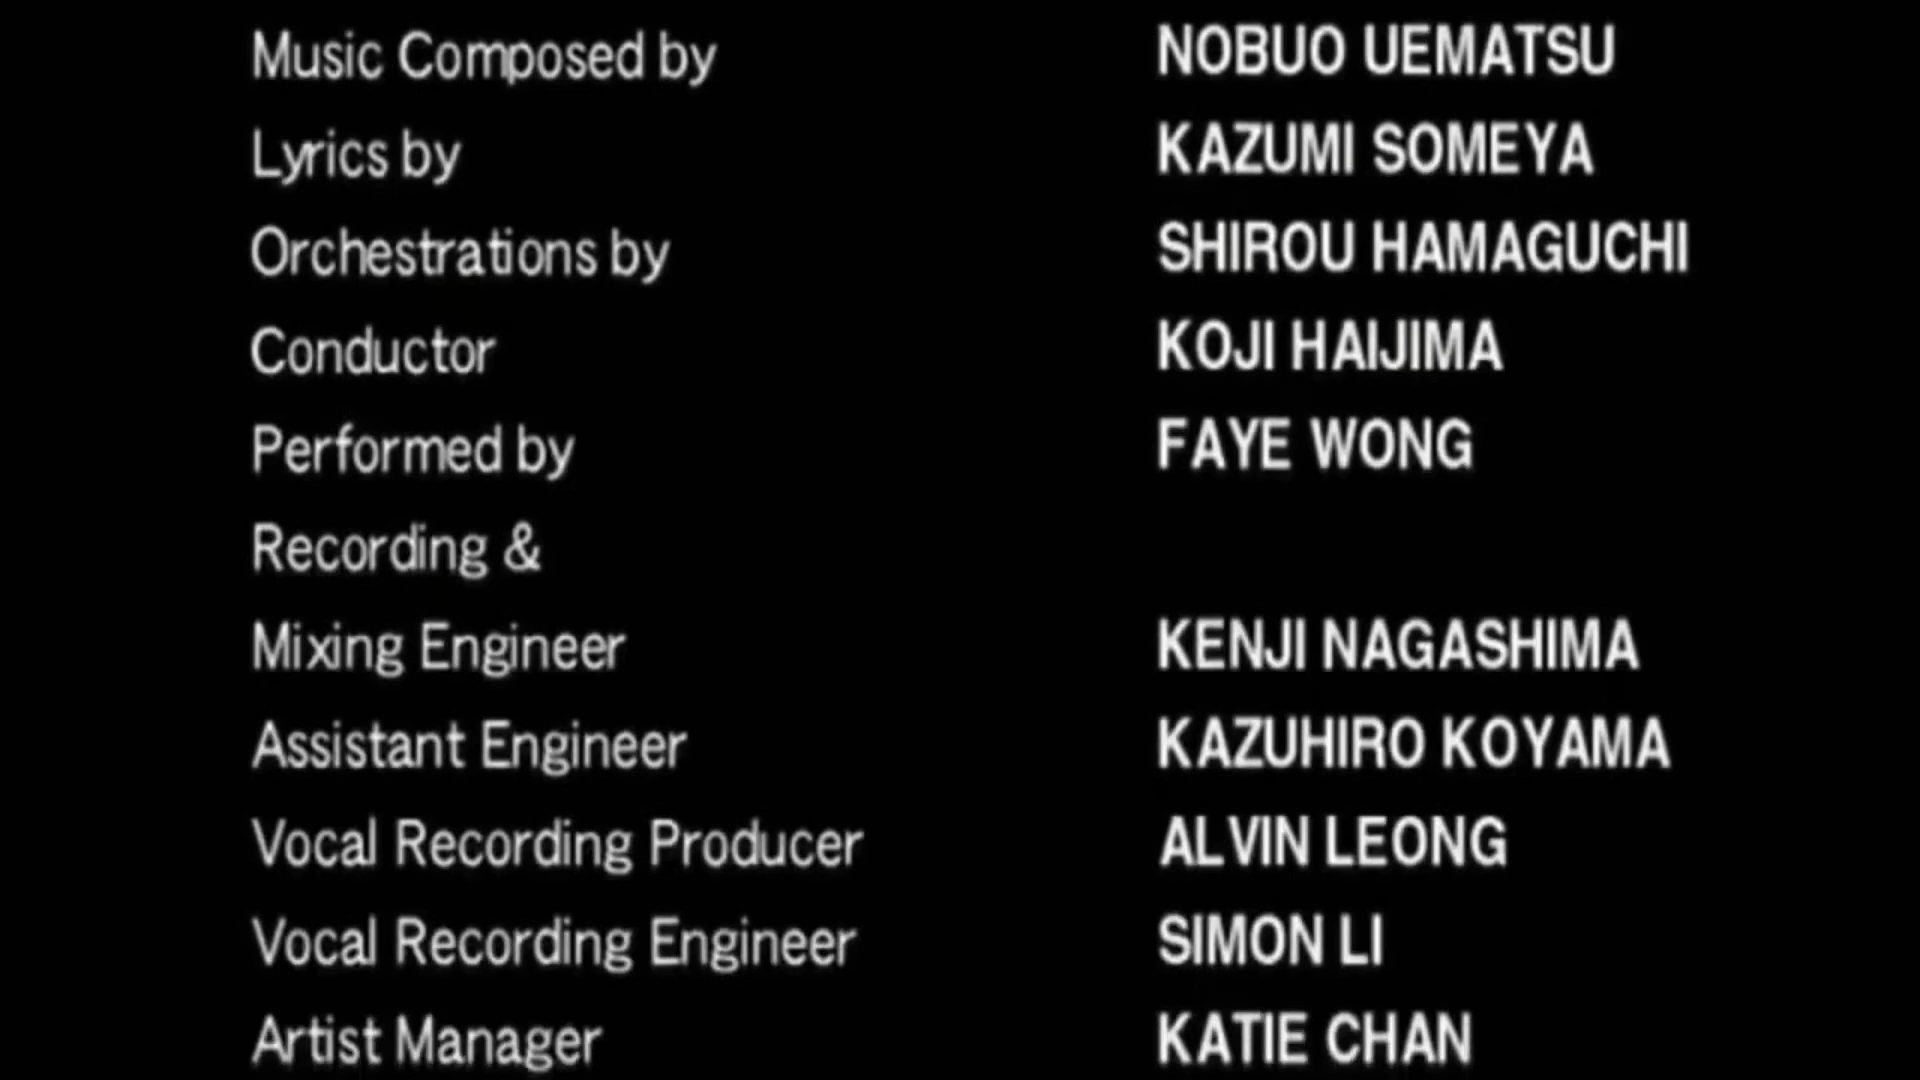 Music Composed by NOBUO UEMATSU
Lyrics by KAZUMI SOMEYA
Orchestrations by SHIROU HAMAGUCHI
Conductor KOJI HAIJIMA
Performed by FAYE WONG
Recording &
Mixing Engineer KENJI NAGASHIMA
Assistant Engineer KAZUHIRO KOYAMA
Vocal Recording Producer ALVIN LEONG
Vocal Recording Engineer SIMON LI
Artist Manager KATIE CHAN